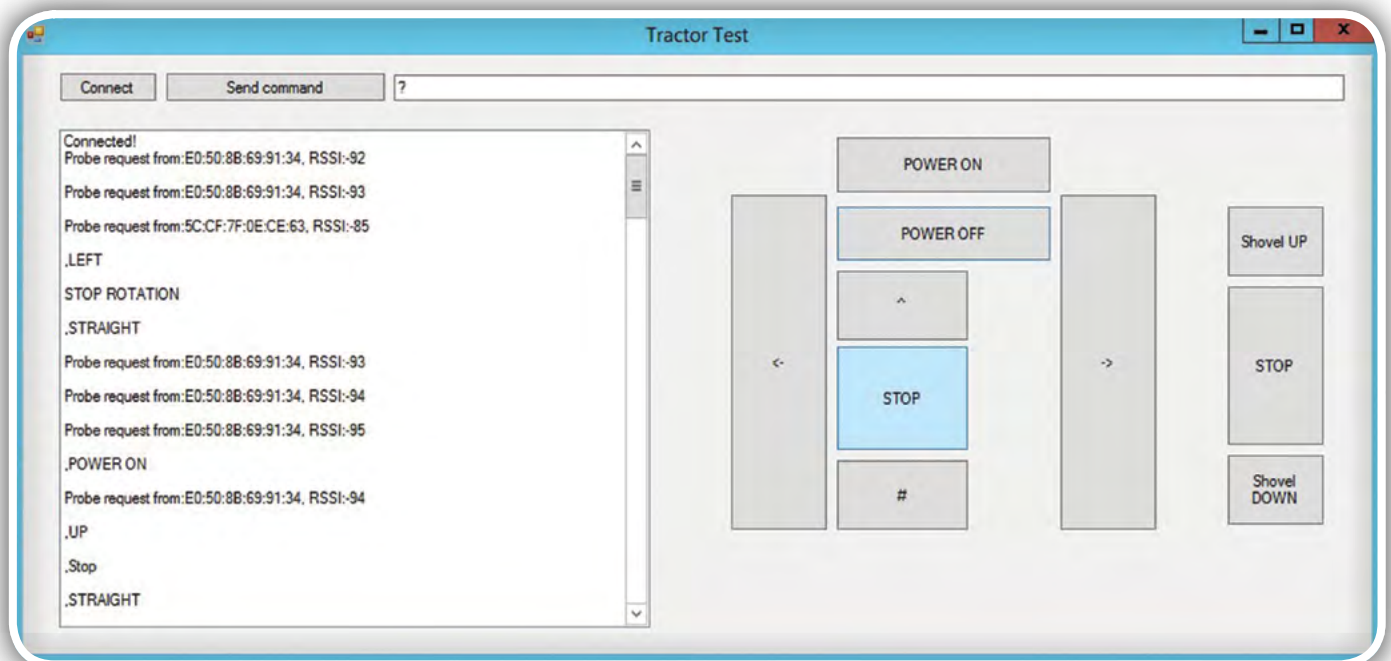 Tractor Test
X
Connect
Send command
?
Connected!
Probe request from:E0:50:8B:69:91:34, RSSI:-92
Probe request from:E0:50:8B:69:91:34, RSSI:-93
Probe request from:5C:CF:7F:0E:CE:63, RSSI:-85
,LEFT
STOP ROTATION
,STRAIGHT
Probe request from:E0:50:8B:69:91:34, RSSI:-93
Probe request from:E0:50:8B:69:91:34, RSSI:-94
Probe request from:E0:50:8B:69:91:34, RSSI:-95
,POWER ON
Probe request from:E0:50:8B:69:91:34, RSSI:-94
,UP
,Stop
,STRAIGHT
POWER ON
POWER OFF
^
<-
STOP
->
#
Shovel UP
STOP
Shovel
DOWN